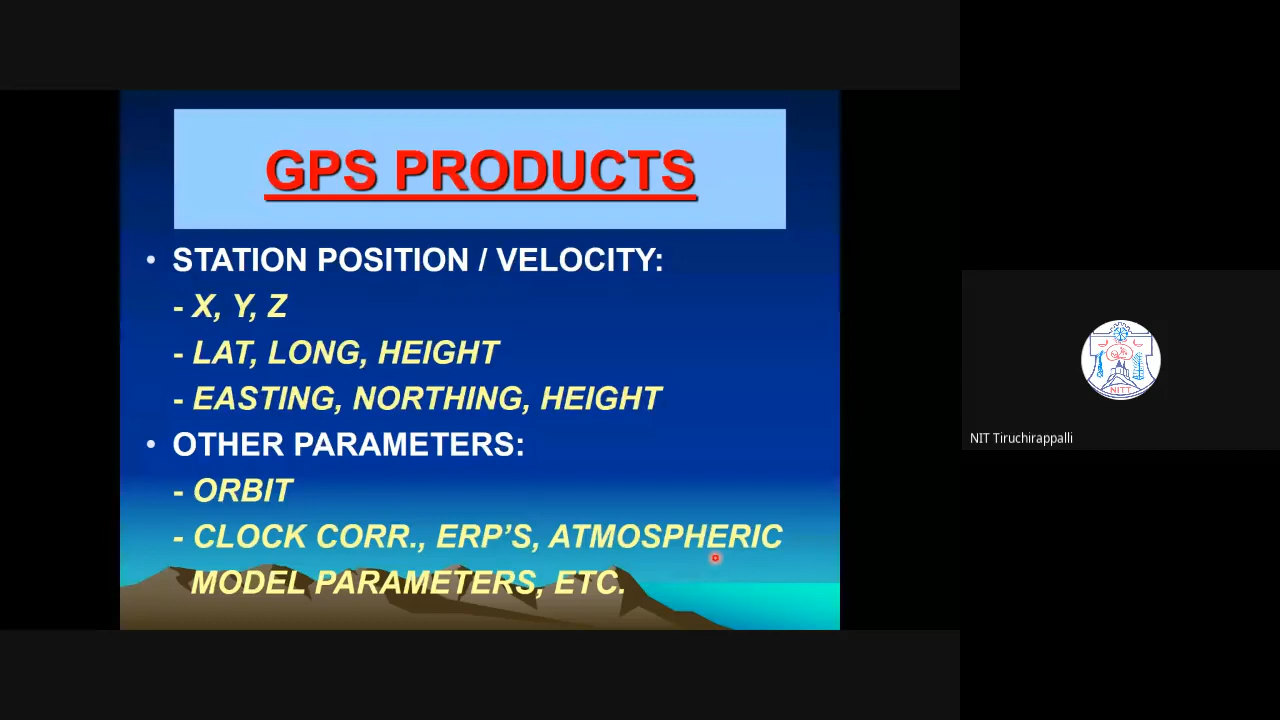 GPS PRODUCTS
• STATION POSITION / VELOCITY:
- X, Y, Z
- LAT, LONG, HEIGHT
- EASTING, NORTHING, HEIGHT
• OTHER PARAMETERS:
- ORBIT
- CLOCK CORR., ERP’S, ATMOSPHERIC
MODEL PARAMETERS, ETC.
NITT
NIT Tiruchirappalli